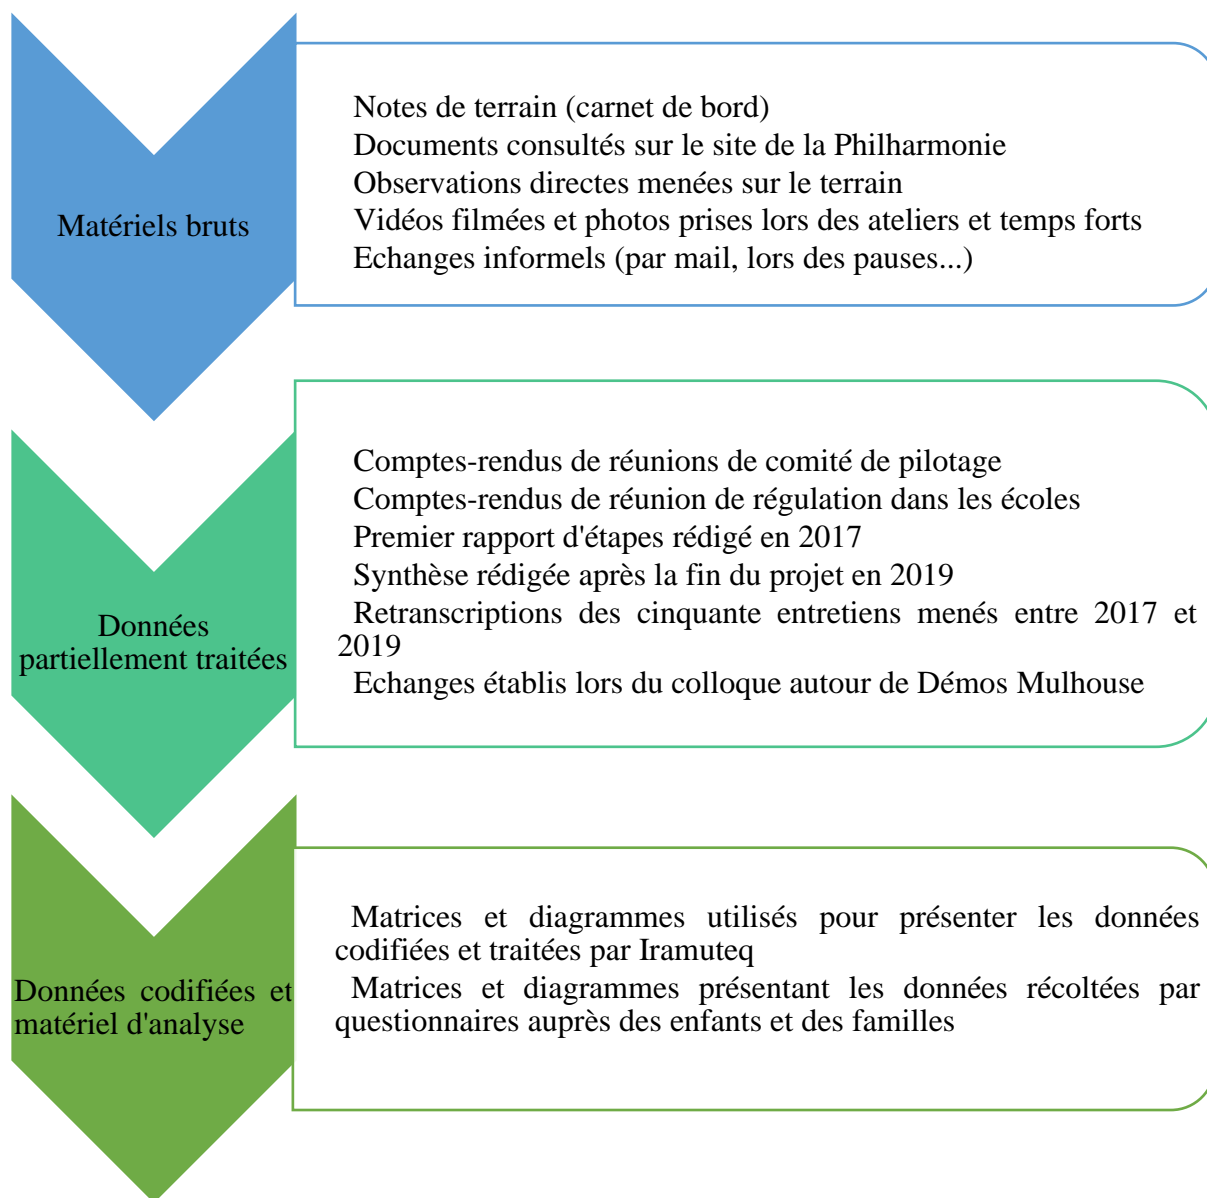 Matériels bruts
Notes de terrain (carnet de bord)
Documents consultés sur le site de la Philharmonie
Observations directes menées sur le terrain
Vidéos filmées et photos prises lors des ateliers et temps forts
Echanges informels (par mail, lors des pauses...)
Données
partiellement traitées
Comptes-rendus de réunions de comité de pilotage
Comptes-rendus de réunion de régulation dans les écoles
Premier rapport d'étapes rédigé en 2017
Synthèse rédigée après la fin du projet en 2019
Retranscriptions des cinquante entretiens menés entre 2017 et
2019
Echanges établis lors du colloque autour de Démos Mulhouse
Données codifiées et
matériel d'analyse
Matrices et diagrammes utilisés pour présenter les données
codifiées et traitées par Iramuteq
Matrices et diagrammes présentant les données récoltées par
questionnaires auprès des enfants et des familles